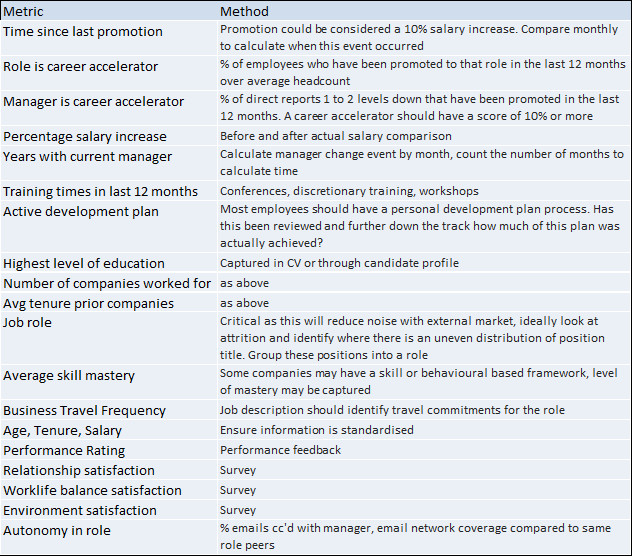 Metric Method
Time since last promotion Promotion could be considered a 10% salary increase. Compare monthly
to calculate when this event occurred
Role is career accelerator % of employees who have been promoted to that role in the last 12 months
over average headcount
Manager is career accelerator % of direct reports 1 to 2 levels down that have been promoted in the last
12 months. A career accelerator should have a score of 10% or more
Percentage salary increase Before and after actual salary comparison
Years with current manager Calculate manager change event by month, count the number of months to
calculate time
Training times in last 12 months Conferences, discretionary training, workshops
Active development plan Most employees should have a personal development plan process. Has
this been reviewed and further down the track how much of this plan was
actually achieved?
Highest level of education Captured in CV or through candidate profile
Number of companies worked for as above
Avg tenure prior companies as above
Job role Critical as this will reduce noise with external market, ideally look at
attrition and identify where there is an uneven distribution of position
title. Group these positions into a role
Average skill mastery Some companies may have a skill or behavioural based framework, level
of mastery may be captured
Business Travel Frequency Job description should identify travel commitments for the role
Age, Tenure, Salary Ensure information is standardised
Performance Rating Performance feedback
Relationship satisfaction Survey
Worklife balance satisfaction Survey
Environment satisfaction Survey
Autonomy in role % emails cc'd with manager, email network coverage compared to same
role peers